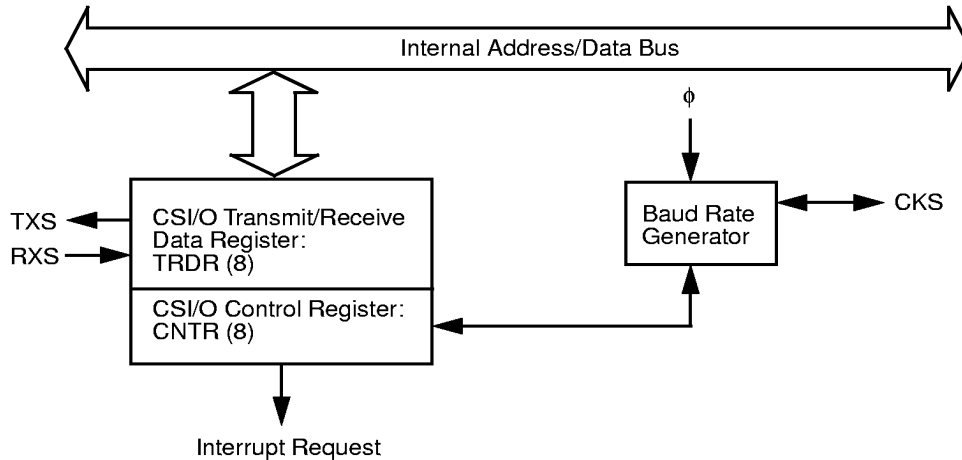 Internal Address/Data Bus
ϕ
TXS
RXS
CSI/O Transmit/Receive
Data Register:
TRDR (8)
CSI/O Control Register:
CNTR (8)
Baud Rate
Generator
CKS
Interrupt Request